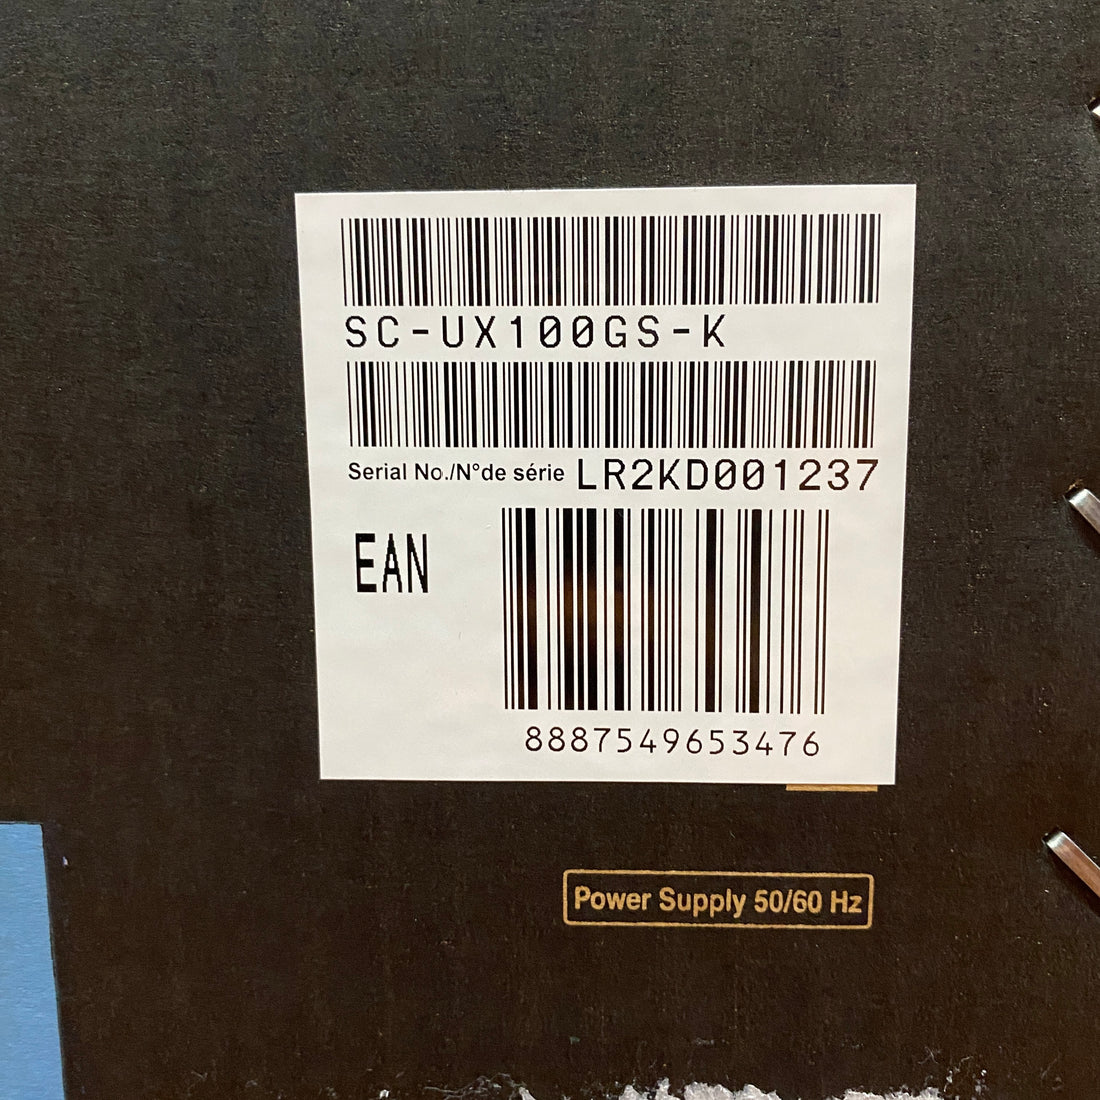 SC-UX100GS-K
Serial No./N°de série LR2KD001237
EAN
8887549653476
Power Supply 50/60 Hz